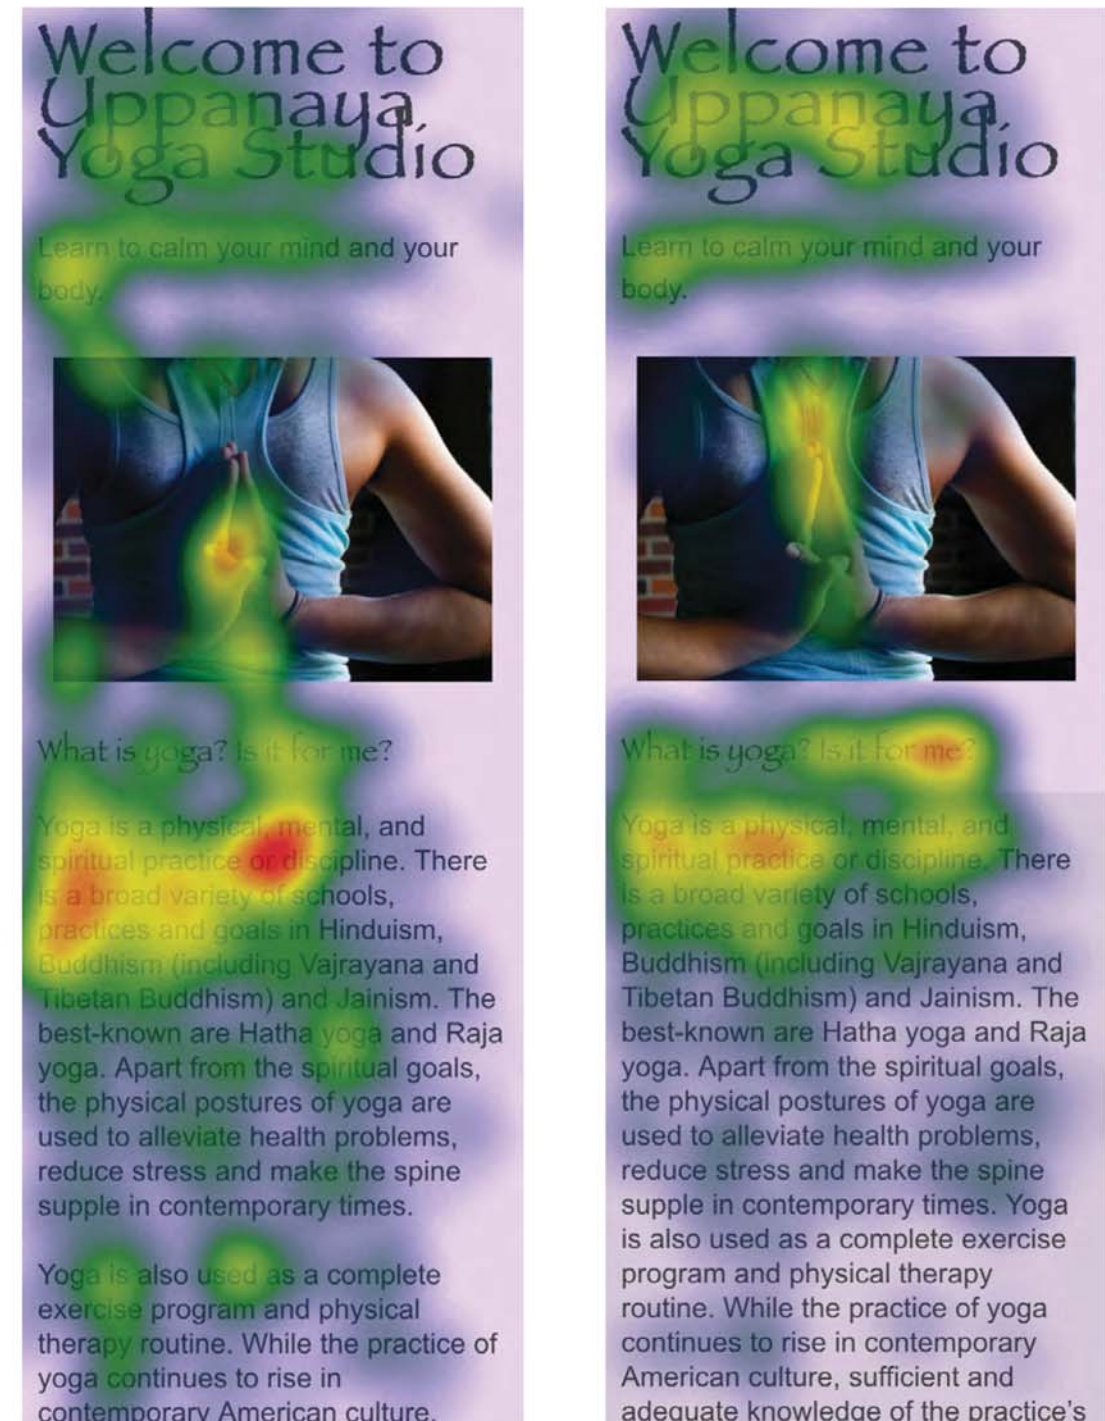 Welcome to
Uppanaya
Yoga Studio
Learn to calm your mind and your
body.
What is yoga? Is it for me?
Yoga is a physical, mental, and
spiritual practice or discipline. There
is a broad variety of schools,
practices and goals in Hinduism,
Buddhism (including Vajrayana and
Tibetan Buddhism) and Jainism. The
best-known are Hatha yoga and Raja
yoga. Apart from the spiritual goals,
the physical postures of yoga are
used to alleviate health problems,
reduce stress and make the spine
supple in contemporary times.
Yoga is also used as a complete
exercise program and physical
therapy routine. While the practice of
yoga continues to rise in
contemporary American culture,
Welcome to
Uppanaya
Yoga Studio
Learn to calm your mind and your
body.
What is yoga? Is it for me?
Yoga is a physical, mental, and
spiritual practice or discipline. There
is a broad variety of schools,
practices and goals in Hinduism,
Buddhism (including Vajrayana and
Tibetan Buddhism) and Jainism. The
best-known are Hatha yoga and Raja
yoga. Apart from the spiritual goals,
the physical postures of yoga are
used to alleviate health problems,
reduce stress and make the spine
supple in contemporary times. Yoga
is also used as a complete exercise
program and physical therapy
routine. While the practice of yoga
continues to rise in contemporary
American culture, sufficient and
adequate knowledge of the practice's